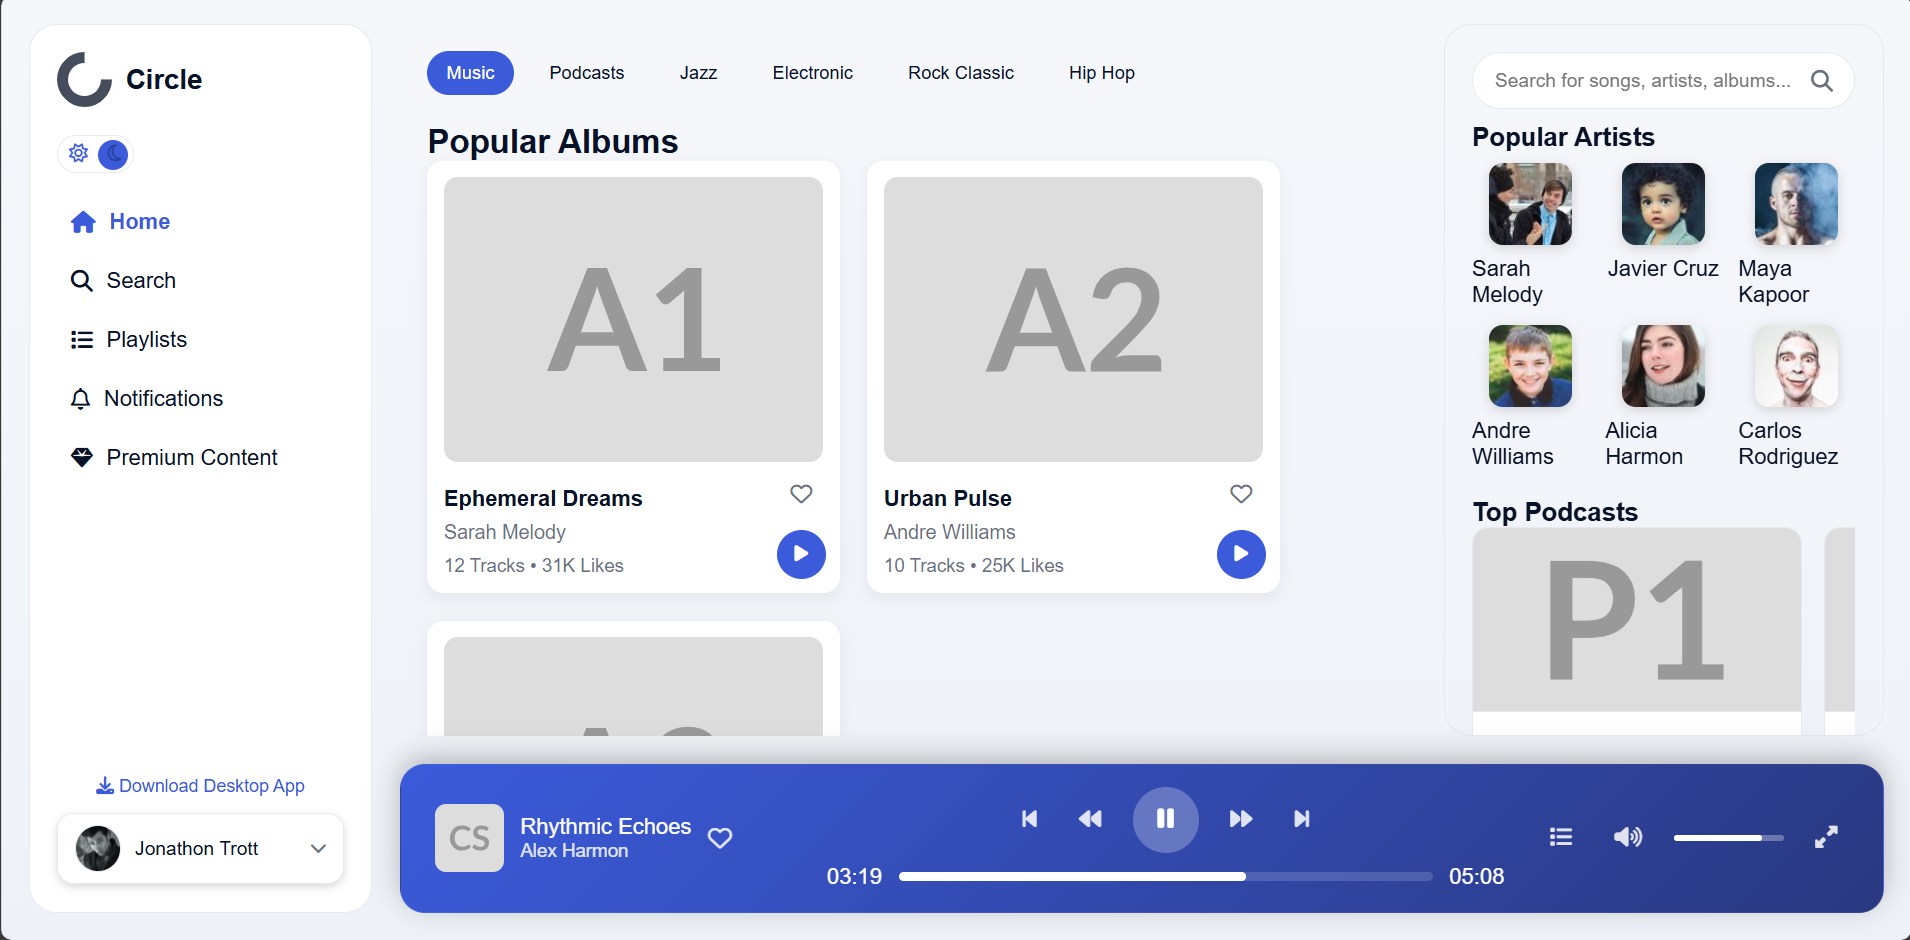 Circle
Home
Search
Playlists
Notifications
Premium Content
Download Desktop App
Jonathon Trott
Music
Podcasts
Jazz
Electronic
Rock Classic
Hip Hop
Popular Albums
A1
Ephemeral Dreams
Sarah Melody
12 Tracks • 31K Likes
A2
Urban Pulse
Andre Williams
10 Tracks • 25K Likes
Search for songs, artists, albums...
Popular Artists
Sarah
Melody
Javier Cruz
Maya
Kapoor
Andre
Williams
Alicia
Harmon
Carlos
Rodriguez
Top Podcasts
P1
CS
Rhythmic Echoes
Alex Harmon
03:19
05:08